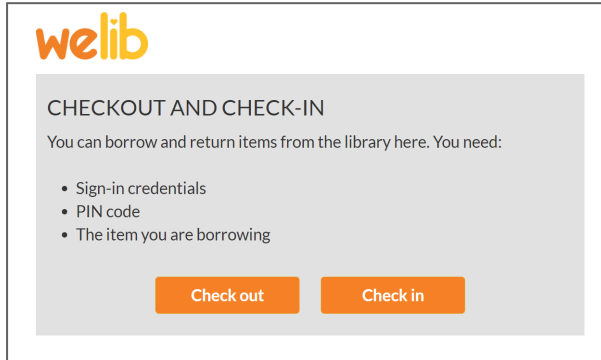 welib
CHECKOUT AND CHECK-IN
You can borrow and return items from the library here. You need:
• Sign-in credentials
• PIN code
• The item you are borrowing
Check out Check in